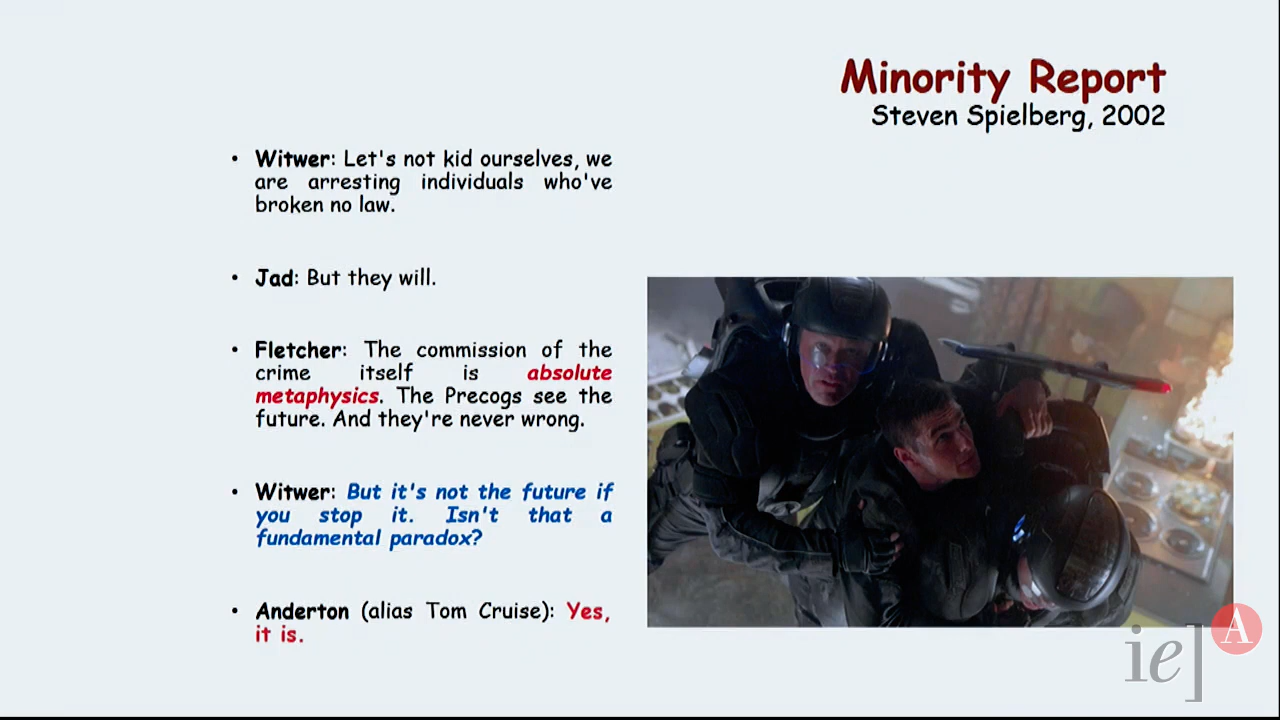 Minority Report
Steven Spielberg, 2002
• Witwer: Let's not kid ourselves, we
are arresting individuals who've
broken no law.
• Jad: But they will.
• Fletcher: The commission of the
crime itself is absolute
metaphysics. The Precogs see the
future. And they're never wrong.
• Witwer: But it's not the future if
you stop it. Isn't that a
fundamental paradox?
• Anderton (alias Tom Cruise): Yes,
it is.
ie] A